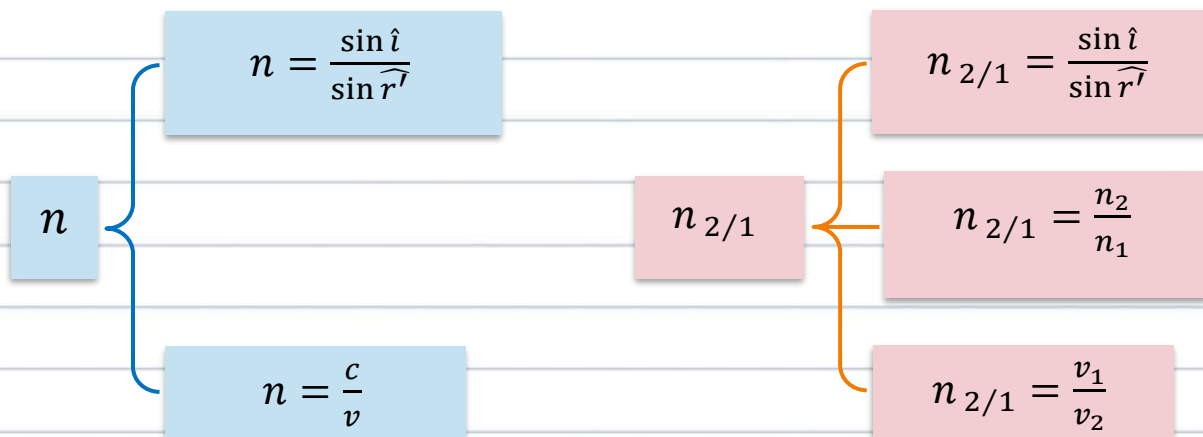 n = sin î / sin r̂′
n
n = c / v
n 2/1 = sin î / sin r̂′
n 2/1
n 2/1 = n₂ / n₁
n 2/1 = v₁ / v₂